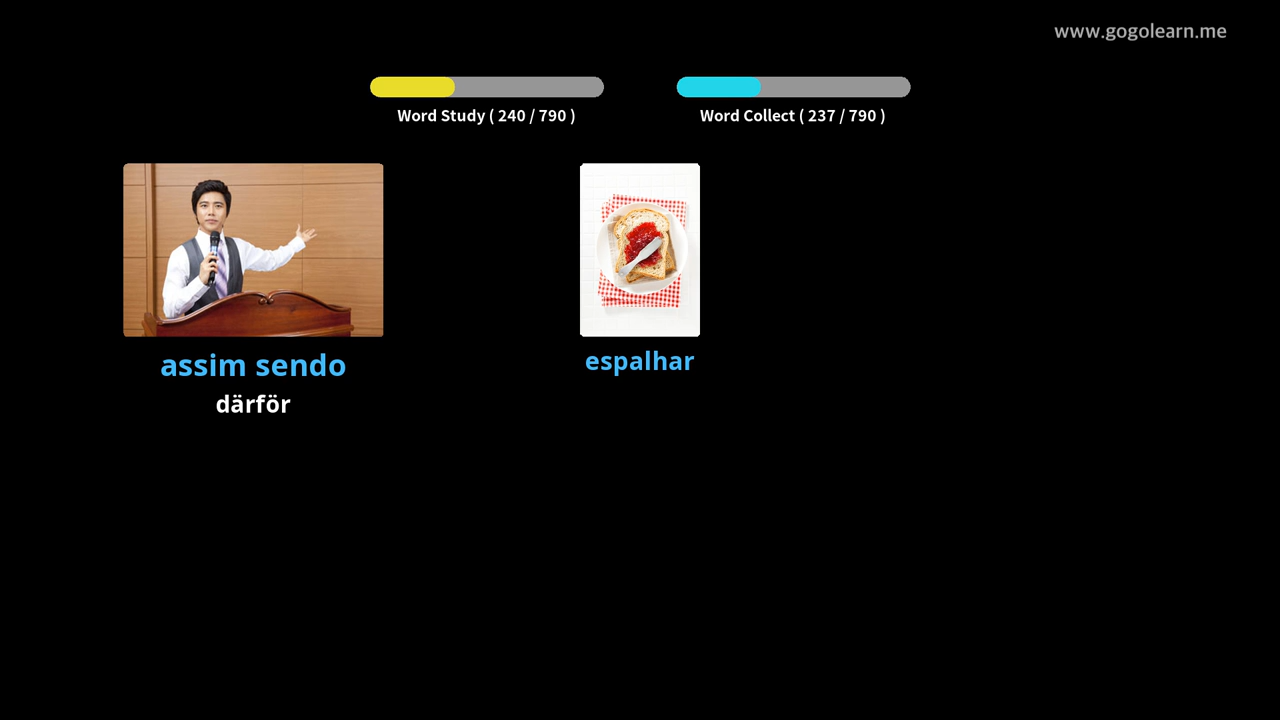 www.gogolearn.me
Word Study ( 240 / 790 )
Word Collect ( 237 / 790 )
assim sendo
därför
espalhar